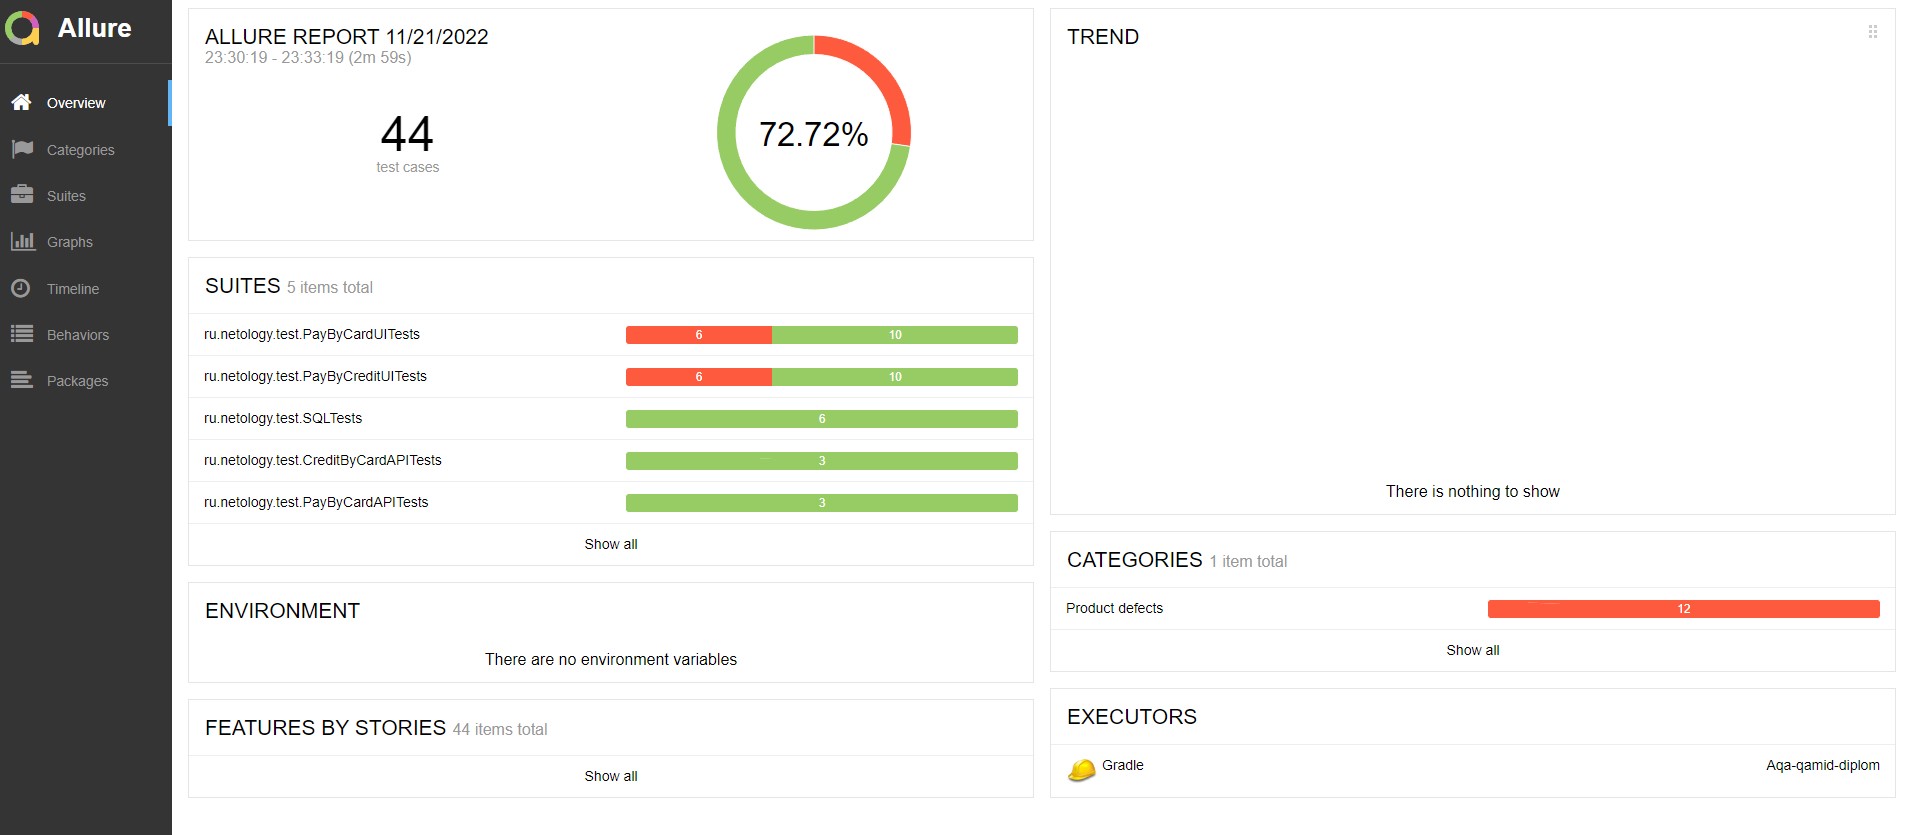 Allure
Overview
Categories
Suites
Graphs
Timeline
Behaviors
Packages
ALLURE REPORT 11/21/2022
23:30:19 - 23:33:19 (2m 59s)
44
test cases
72.72%
SUITES 5 items total
ru.netology.test.PayByCardUITests 6 10
ru.netology.test.PayByCreditUITests 6 10
ru.netology.test.SQLTests 6
ru.netology.test.CreditByCardAPITests 3
ru.netology.test.PayByCardAPITests 3
Show all
ENVIRONMENT
There are no environment variables
FEATURES BY STORIES 44 items total
Show all
TREND
There is nothing to show
CATEGORIES 1 item total
Product defects 12
Show all
EXECUTORS
Gradle Aqa-qamid-diplom